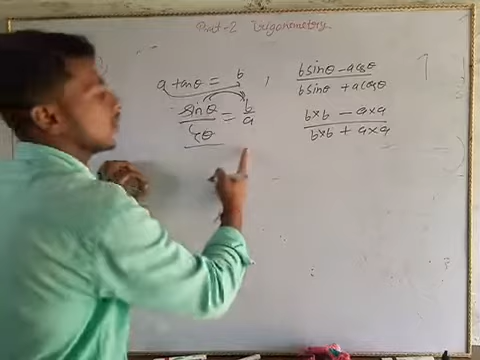 Part-2 Trigonometry
a tanθ = b , bsinθ - acosθ / bsinθ + acosθ
sinθ / cosθ = b / a
b×b - a×a / b×b + a×a